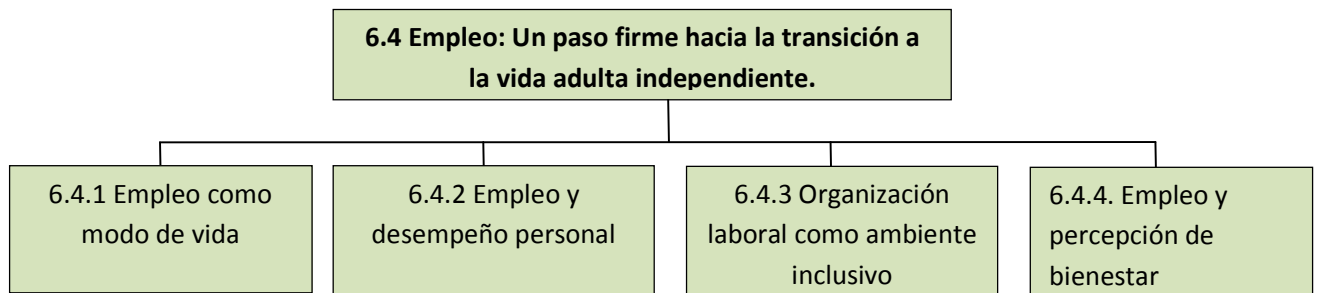 6.4 Empleo: Un paso firme hacia la transición a
la vida adulta independiente.
6.4.1 Empleo como
modo de vida
6.4.2 Empleo y
desempeño personal
6.4.3 Organización
laboral como ambiente
inclusivo
6.4.4. Empleo y
percepción de
bienestar